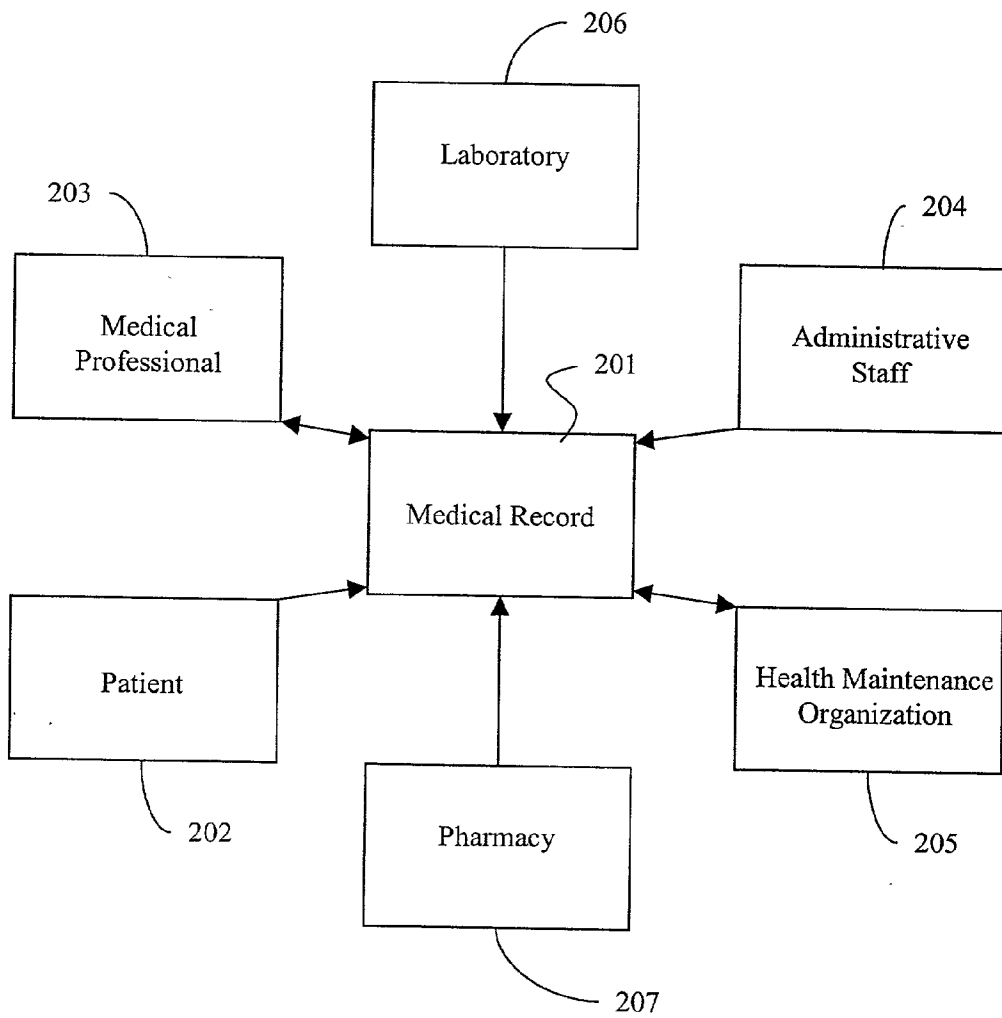 206
Laboratory
203
204
Medical
Professional
Administrative
Staff
201
Medical Record
Patient
Health Maintenance
Organization
202
Pharmacy
205
207